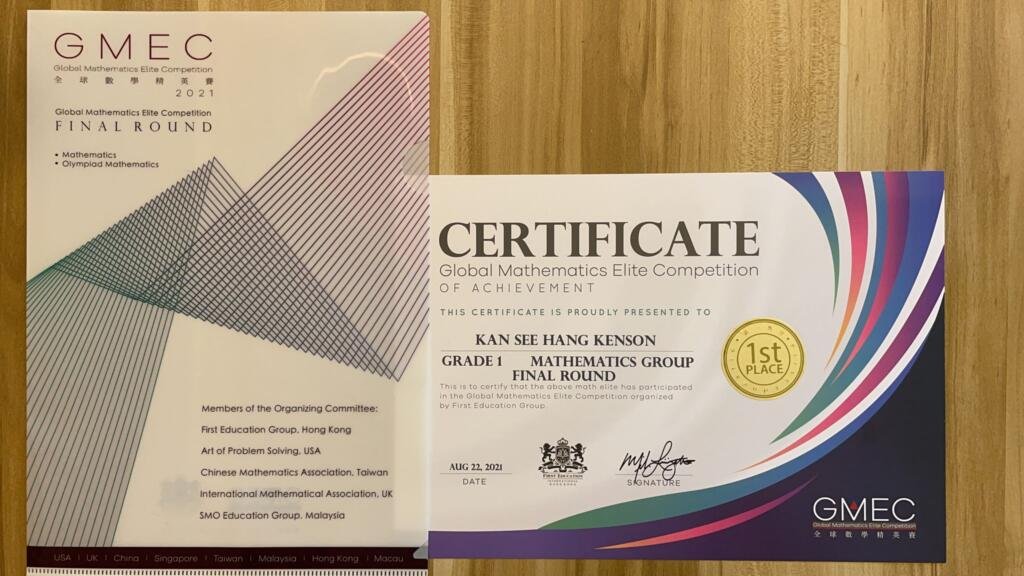 GMEC
Global Mathematics Elite Competition
全球數學精英賽
2021
Global Mathematics Elite Competition
FINAL ROUND
• Mathematics
• Olympiad Mathematics
Members of the Organizing Committee:
First Education Group, Hong Kong
Art of Problem Solving, USA
Chinese Mathematics Association, Taiwan
International Mathematical Association, UK
SMO Education Group, Malaysia
USA | UK | China | Singapore | Taiwan | Malaysia | Hong Kong | Macau
CERTIFICATE
Global Mathematics Elite Competition
OF ACHIEVEMENT
THIS CERTIFICATE IS PROUDLY PRESENTED TO
KAN SEE HANG KENSON
GRADE 1 MATHEMATICS GROUP
FINAL ROUND
This is to certify that the above math elite has participated
in the Global Mathematics Elite Competition organized
by First Education Group.
1st
PLACE
AUG 22, 2021
DATE
FIRST EDUCATION
INTERNATIONAL
SIGNATURE
GMEC
Global Mathematics Elite Competition
全球數學精英賽